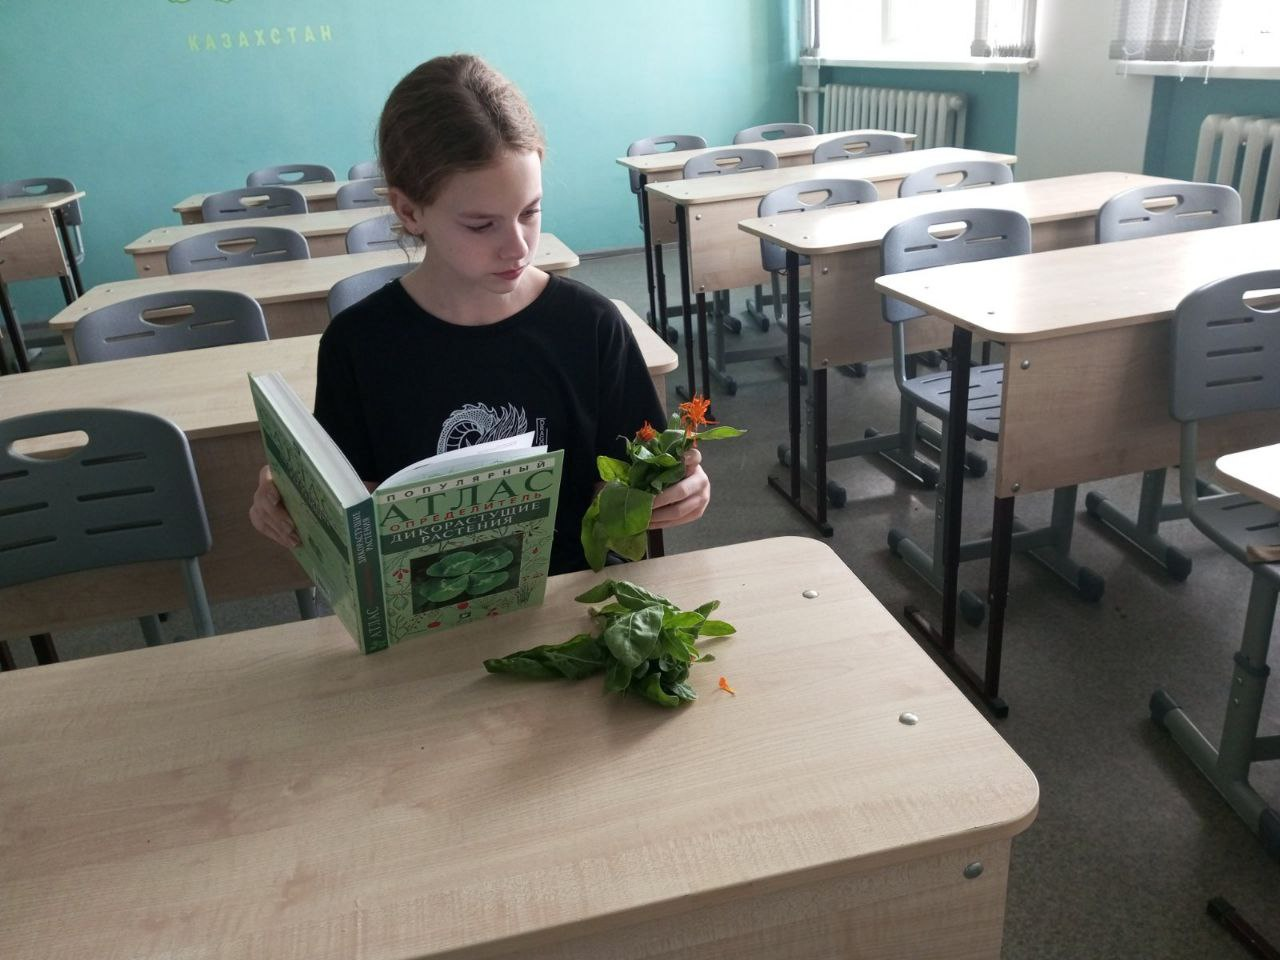 КАЗАХСТАН
ПОПУЛЯРНЫЙ
АТЛАС
ОПРЕДЕЛИТЕЛЬ
ДИКОРАСТУЩИЕ
РАСТЕНИЯ
АТЛАС
ДИКОРАСТУЩИЕ
РАСТЕНИЯ